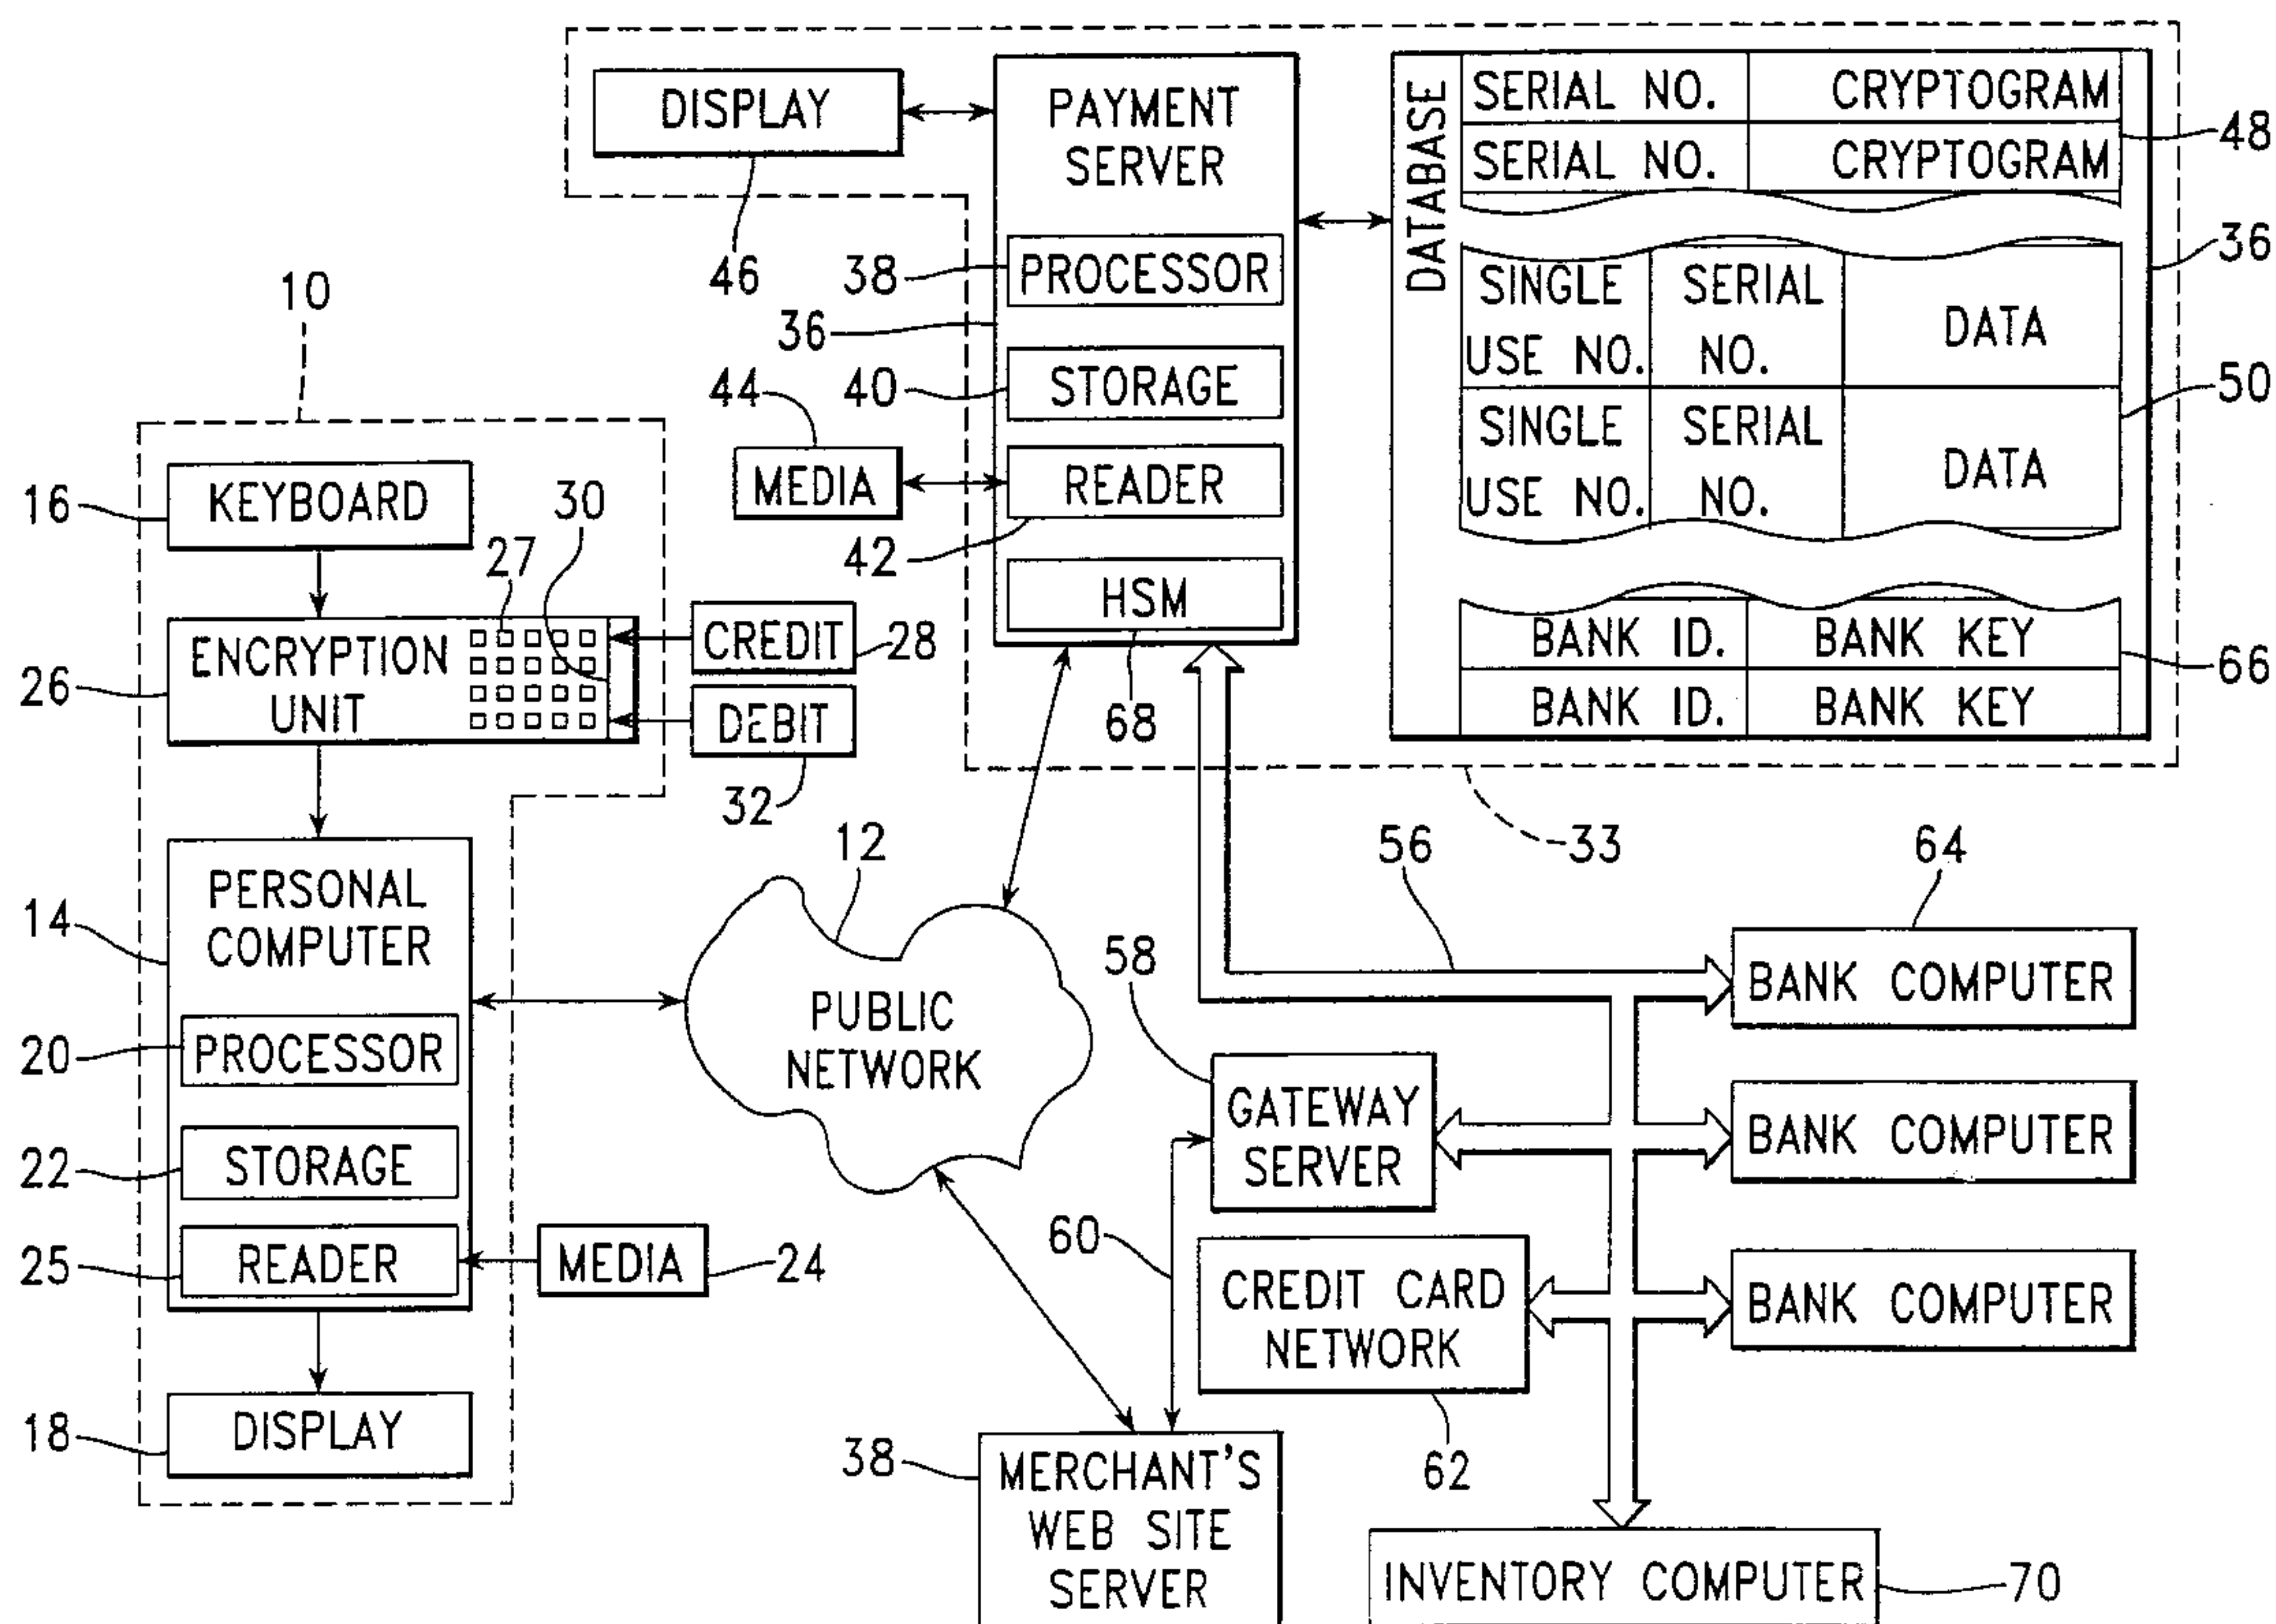 DISPLAY
46
PAYMENT
SERVER
38
PROCESSOR
36
40
STORAGE
44
MEDIA
READER
42
HSM
68
DATABASE
SERIAL NO. CRYPTOGRAM
SERIAL NO. CRYPTOGRAM
48
36
SINGLE
USE NO.
SERIAL
NO.
DATA
50
SINGLE
USE NO.
SERIAL
NO.
DATA
BANK ID. BANK KEY
BANK ID. BANK KEY
66
33
10
16
KEYBOARD
30
27
26
ENCRYPTION
UNIT
CREDIT
28
DEBIT
32
14
PERSONAL
COMPUTER
20
PROCESSOR
22
STORAGE
25
READER
MEDIA
24
18
DISPLAY
12
PUBLIC
NETWORK
56
64
BANK COMPUTER
58
GATEWAY
SERVER
BANK COMPUTER
60
CREDIT CARD
NETWORK
62
BANK COMPUTER
38
MERCHANT'S
WEB SITE
SERVER
INVENTORY COMPUTER
70